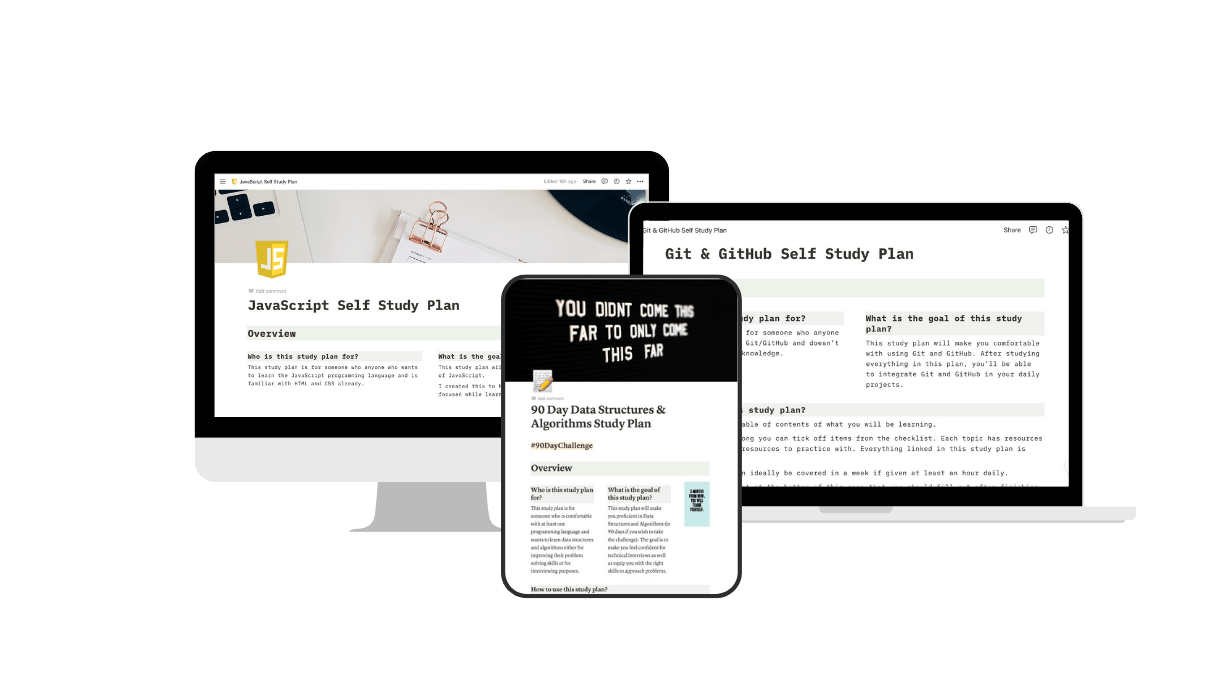 JavaScript Self Study Plan
Edited 16h ago Share
JS
Add comment
JavaScript Self Study Plan
Overview
Who is this study plan for?
This study plan is for someone who anyone who wants
to learn the JavaScript programming language and is
familiar with HTML and CSS already.
What is the goal
This study plan wil
of JavaScript.
I created this to h
focused while learn
YOU DIDNT COME THIS
FAR TO ONLY COME
THIS FAR
Add comment
90 Day Data Structures &
Algorithms Study Plan
#90DayChallenge
Overview
Who is this study plan
for?
This study plan is for
someone who is comfortable
with at least one
programming language and
wants to learn data structures
and algorithms either for
improving their problem
solving skills or for
interviewing purposes.
What is the goal of
this study plan?
This study plan will make
you proficient in Data
Structures and Algorithms (in
90 days if you wish to take
the challenge). The goal is to
make you feel confident for
technical interviews as well
as equip you with the right
skills to approach problems.
3 MONTHS
FROM NOW,
YOU WILL
THANK
YOURSELF.
How to use this study plan?
Git & GitHub Self Study Plan
Share
Git & GitHub Self Study Plan
dy plan for?
for someone who anyone
Git/GitHub and doesn't
knowledge.
What is the goal of this study
plan?
This study plan will make you comfortable
with using Git and GitHub. After studying
everything in this plan, you'll be able
to integrate Git and GitHub in your daily
projects.
study plan?
able of contents of what you will be learning.
ong you can tick off items from the checklist. Each topic has resources
resources to practice with. Everything linked in this study plan is
n ideally be covered in a week if given at least an hour daily.